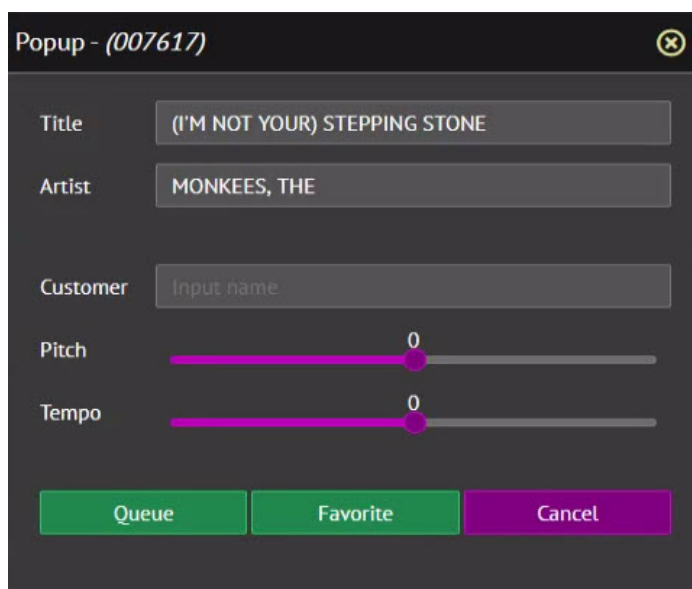 Popup - (007617)
Title (I'M NOT YOUR) STEPPING STONE
Artist MONKEES, THE
Customer Input name
Pitch 0
Tempo 0
Queue Favorite Cancel